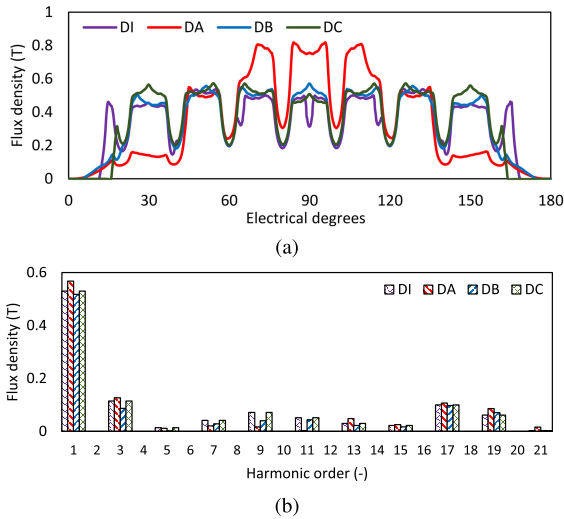 DI DA DB DC
Flux density (T)
1
0.8
0.6
0.4
0.2
0
0 30 60 90 120 150 180
Electrical degrees
(a)
DI DA DB DC
Flux density (T)
0.6
0.4
0.2
0
1 2 3 4 5 6 7 8 9 10 11 12 13 14 15 16 17 18 19 20 21
Harmonic order (-)
(b)